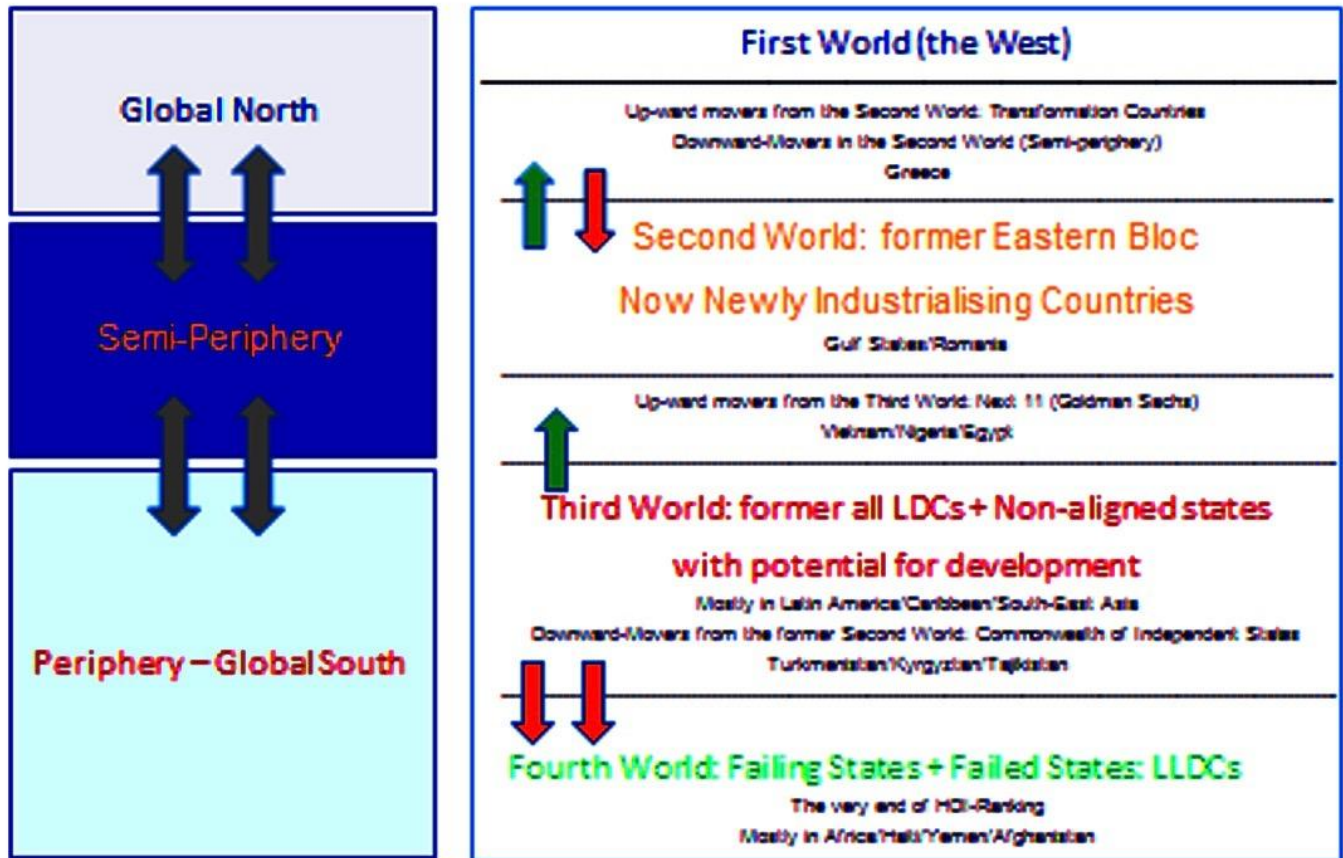 Global North
Semi-Periphery
Periphery – Global South
First World (the West)
Up-ward movers from the Second World: Transformation Countries
Downward-Movers in the Second World (Semi-periphery)
Greece
Second World: former Eastern Bloc
Now Newly Industrialising Countries
Gulf States/Romania
Up-ward movers from the Third World: Next 11 (Goldman Sachs)
Vietnam/Nigeria/Egypt
Third World: former all LDCs + Non-aligned states
with potential for development
Mostly in Latin America/Caribbean/South-East Asia
Downward-Movers from the former Second World: Commonwealth of Independent States
Turkmenistan/Kyrgyzstan/Tajikistan
Fourth World: Failing States + Failed States: LLDCs
The very end of HDI-Ranking
Mostly in Africa/Haiti/Yemen/Afghanistan